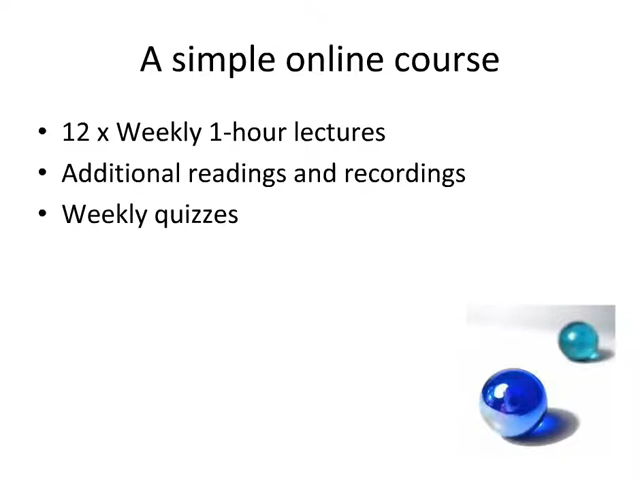 A simple online course
• 12 x Weekly 1-hour lectures
• Additional readings and recordings
• Weekly quizzes